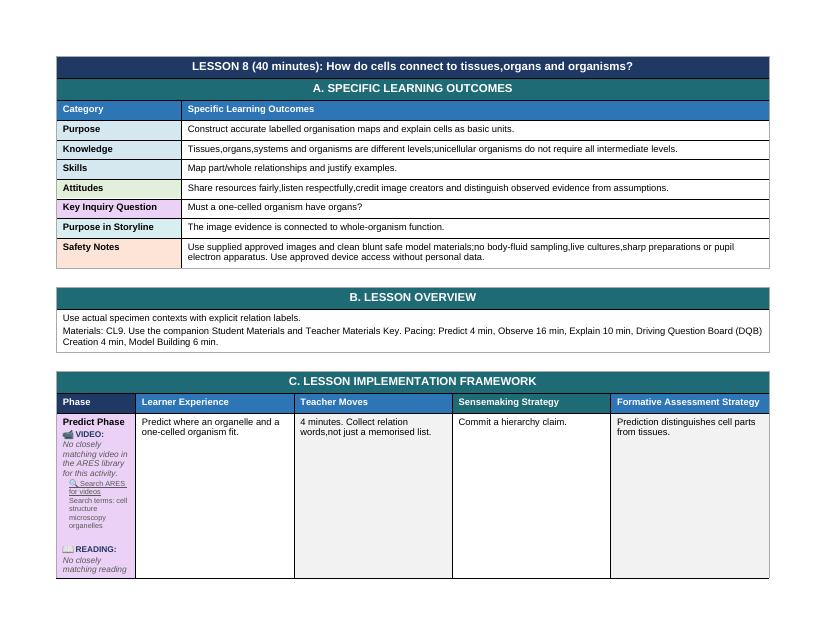 LESSON 8 (40 minutes): How do cells connect to tissues,organs and organisms?
A. SPECIFIC LEARNING OUTCOMES
Category Specific Learning Outcomes
Purpose Construct accurate labelled organisation maps and explain cells as basic units.
Knowledge Tissues,organs,systems and organisms are different levels;unicellular organisms do not require all intermediate levels.
Skills Map part/whole relationships and justify examples.
Attitudes Share resources fairly,listen respectfully,credit image creators and distinguish observed evidence from assumptions.
Key Inquiry Question Must a one-celled organism have organs?
Purpose in Storyline The image evidence is connected to whole-organism function.
Safety Notes Use supplied approved images and clean blunt safe model materials;no body-fluid sampling,live cultures,sharp preparations or pupil
electron apparatus. Use approved device access without personal data.
B. LESSON OVERVIEW
Use actual specimen contexts with explicit relation labels.
Materials: CL9. Use the companion Student Materials and Teacher Materials Key. Pacing: Predict 4 min, Observe 16 min, Explain 10 min, Driving Question Board (DQB)
Creation 4 min, Model Building 6 min.
C. LESSON IMPLEMENTATION FRAMEWORK
Phase Learner Experience Teacher Moves Sensemaking Strategy Formative Assessment Strategy
Predict Phase
📹 VIDEO:
No closely
matching video in
the ARES library
for this activity.
🔍 Search ARES
for videos
Search terms: cell
structure
microscopy
organelles
📖 READING:
No closely
matching reading
Predict where an organelle and a
one-celled organism fit.
4 minutes. Collect relation
words,not just a memorised list.
Commit a hierarchy claim.
Prediction distinguishes cell parts
from tissues.